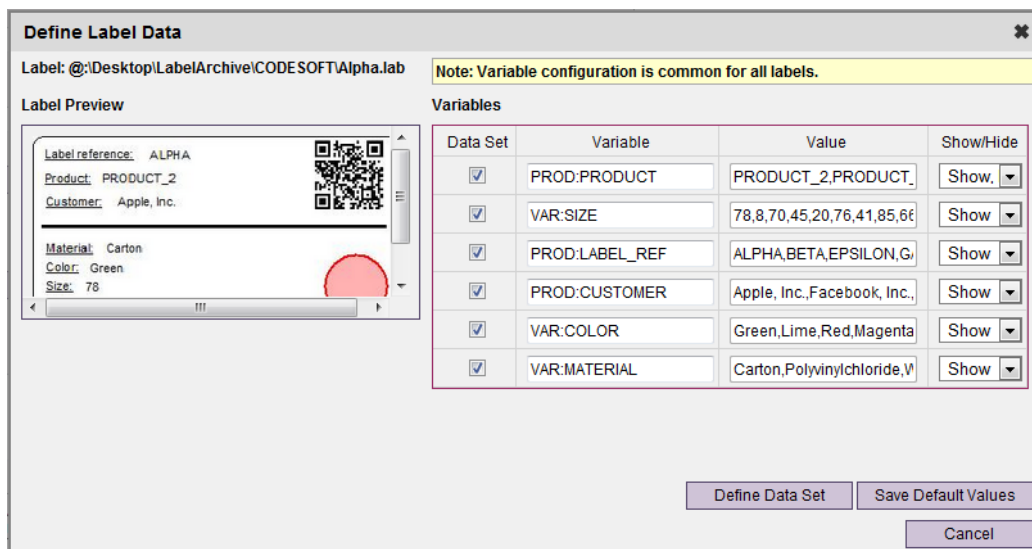 Define Label Data
Label: @:\Desktop\LabelArchive\CODESOFT\Alpha.lab
Note: Variable configuration is common for all labels.
Label Preview
Variables
Label reference: ALPHA
Product: PRODUCT_2
Customer: Apple, Inc.
Material: Carton
Color: Green
Size: 78
Data Set Variable Value Show/Hide
PROD:PRODUCT PRODUCT_2,PRODUCT_ Show,
VAR:SIZE 78,8,70,45,20,76,41,85,66 Show
PROD:LABEL_REF ALPHA,BETA,EPSILON,G Show
PROD:CUSTOMER Apple, Inc.,Facebook, Inc., Show
VAR:COLOR Green,Lime,Red,Magenta Show
VAR:MATERIAL Carton,Polyvinylchloride, Show
Define Data Set
Save Default Values
Cancel